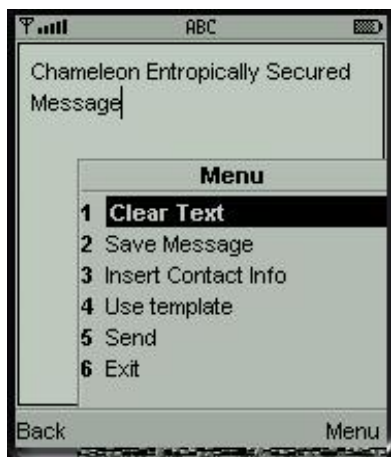 ABC
Chameleon Entropically Secured
Message
Menu
1 Clear Text
2 Save Message
3 Insert Contact Info
4 Use template
5 Send
6 Exit
Back Menu